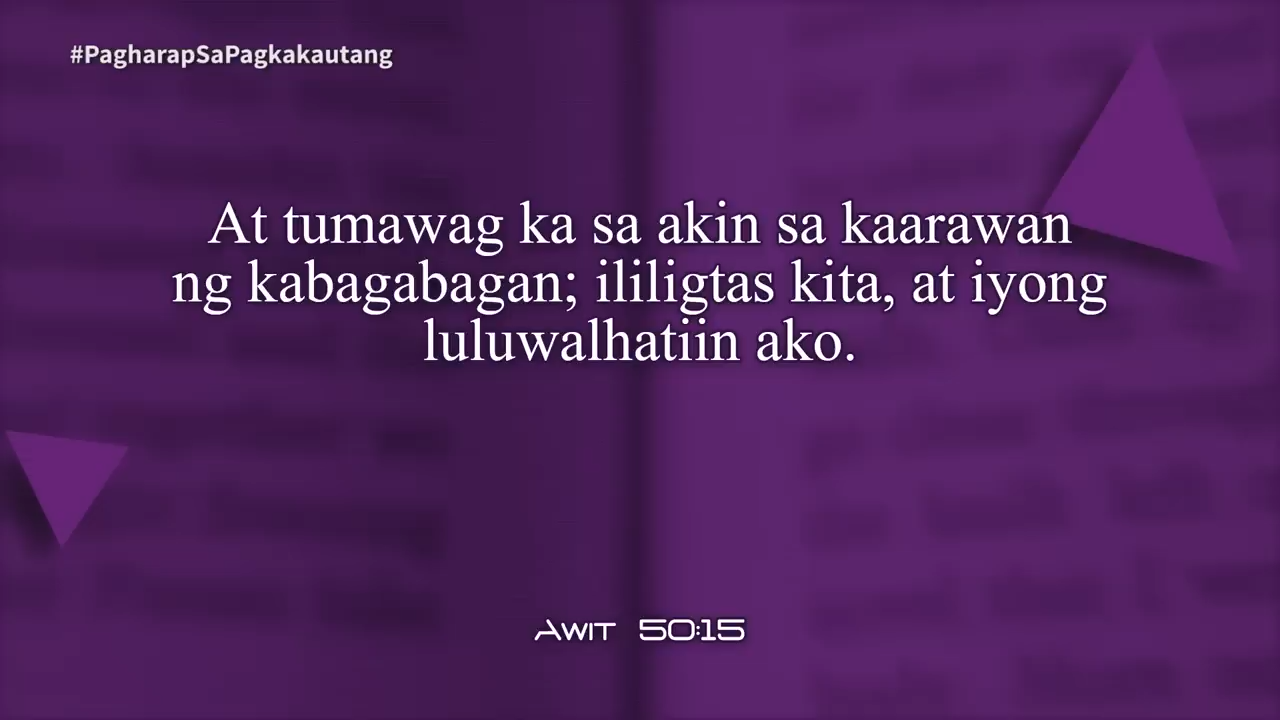 #PagharapSaPagkakautang
At tumawag ka sa akin sa kaarawan
ng kabagabagan; ililigtas kita, at iyong
luluwalhatiin ako.
Awit 50:15